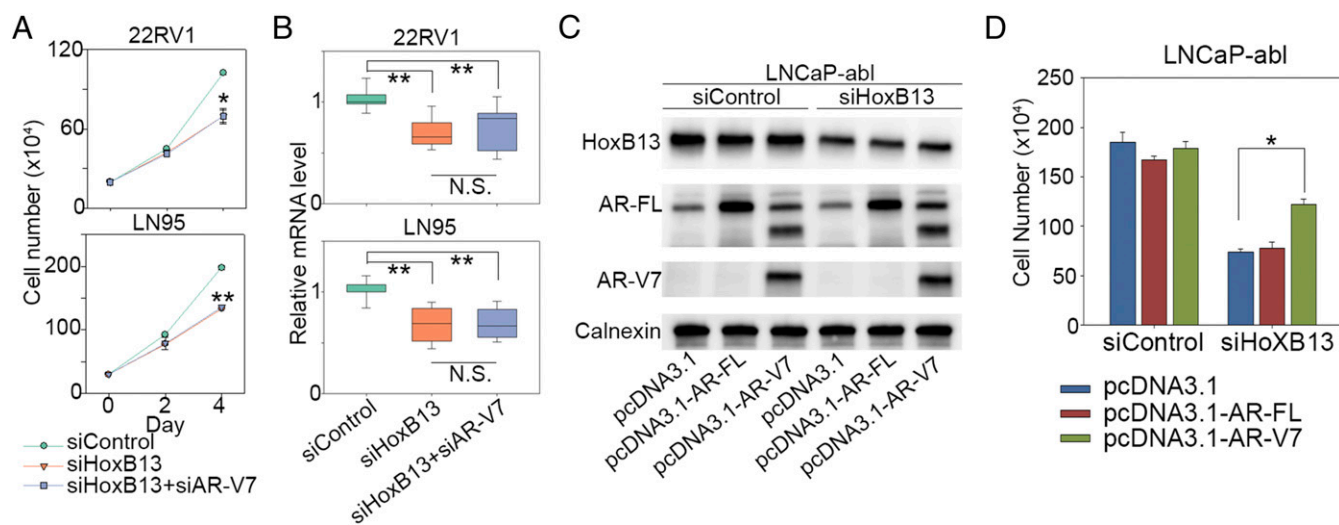 A
22RV1
120
60
0
*
LN95
200
100
0
**
0 2 4
Day
Cell number (x10⁴)
siControl
siHoxB13
siHoxB13+siAR-V7
B
22RV1
** **
1
N.S.
0
LN95
** **
1
N.S.
0
Relative mRNA level
siControl
siHoxB13
siHoxB13+siAR-V7
C
LNCaP-abl
siControl siHoxB13
HoxB13
AR-FL
AR-V7
Calnexin
pcDNA3.1
pcDNA3.1-AR-FL
pcDNA3.1-AR-V7
pcDNA3.1
pcDNA3.1-AR-FL
pcDNA3.1-AR-V7
D
LNCaP-abl
250
200
150
100
50
0
Cell Number (x10⁴)
*
siControl siHoXB13
pcDNA3.1
pcDNA3.1-AR-FL
pcDNA3.1-AR-V7